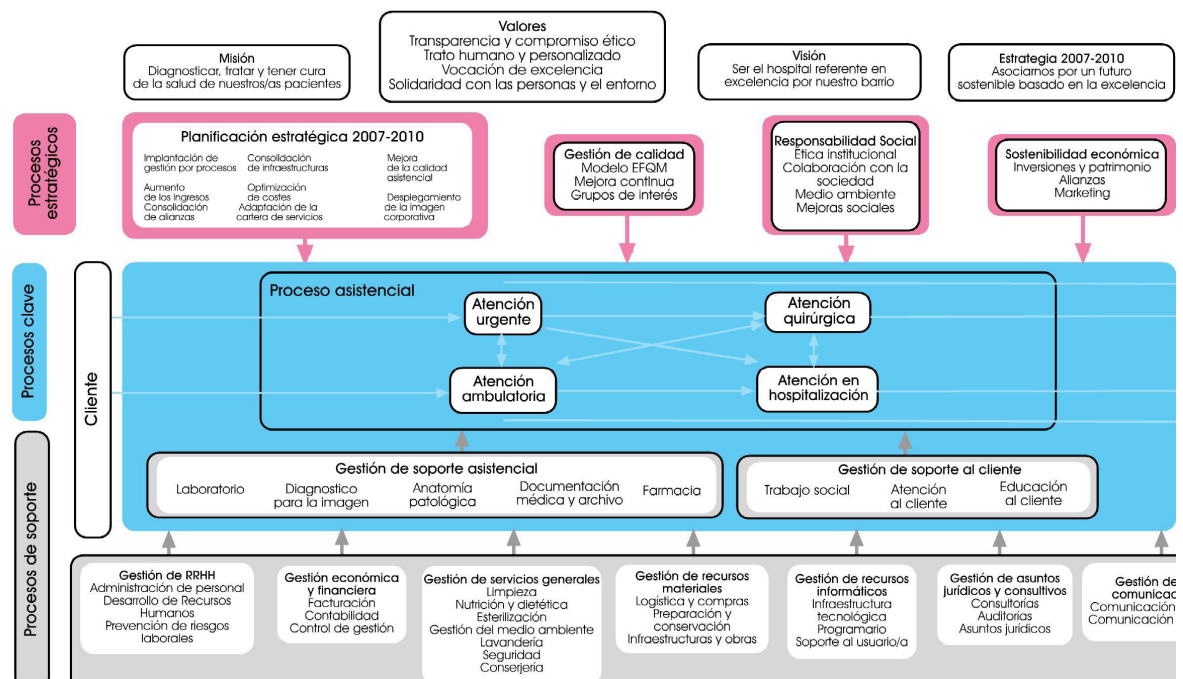 Misión
Diagnosticar, tratar y tener cura
de la salud de nuestros/as pacientes
Valores
Transparencia y compromiso ético
Trato humano y personalizado
Vocación de excelencia
Solidaridad con las personas y el entorno
Visión
Ser el hospital referente en
excelencia por nuestro barrio
Estrategia 2007-2010
Asociarnos por un futuro
sostenible basado en la excelencia
Procesos
estratégicos
Planificación estratégica 2007-2010
Implantación de
gestión por procesos
Consolidación
de infraestructuras
Mejora
de la calidad
asistencial
Aumento
de los ingresos
Consolidación
de alianzas
Optimización
de costes
Adaptación de la
cartera de servicios
Desplegamento
de la imagen
corporativa
Gestión de calidad
Modelo EFQM
Mejora continua
Grupos de interés
Responsabilidad Social
Etica institucional
Colaboración con la
sociedad
Medio ambiente
Mejoras sociales
Sostenibilidad económica
Inversiones y patrimonio
Alianzas
Marketing
Procesos clave
Cliente
Proceso asistencial
Atención
urgente
Atención
quirúrgica
Atención
ambulatoria
Atención en
hospitalización
Procesos de soporte
Gestión de soporte asistencial
Laboratorio
Diagnostico
para la imagen
Anatomía
patológica
Documentación
médica y archivo
Farmacia
Gestión de soporte al cliente
Trabajo social
Atención
al cliente
Educación
al cliente
Gestión de RRHH
Administración de personal
Desarrollo de Recursos
Humanos
Prevención de riesgos
laborales
Gestión económica
y financiera
Facturación
Contabilidad
Control de gestión
Gestión de servicios generales
Limpieza
Nutrición y dietética
Esterilización
Gestión del medio ambiente
Lavandería
Seguridad
Conserjería
Gestión de recursos
materiales
Logística y compras
Preparación y
conservación
Infraestructuras y obras
Gestión de recursos
informáticos
Infraestructura
tecnológica
Programario
Soporte al usuario/a
Gestión de asuntos
jurídicos y consultivos
Consultorías
Auditorías
Asuntos jurídicos
Gestión de
comunicac
Comunicación
Comunicación